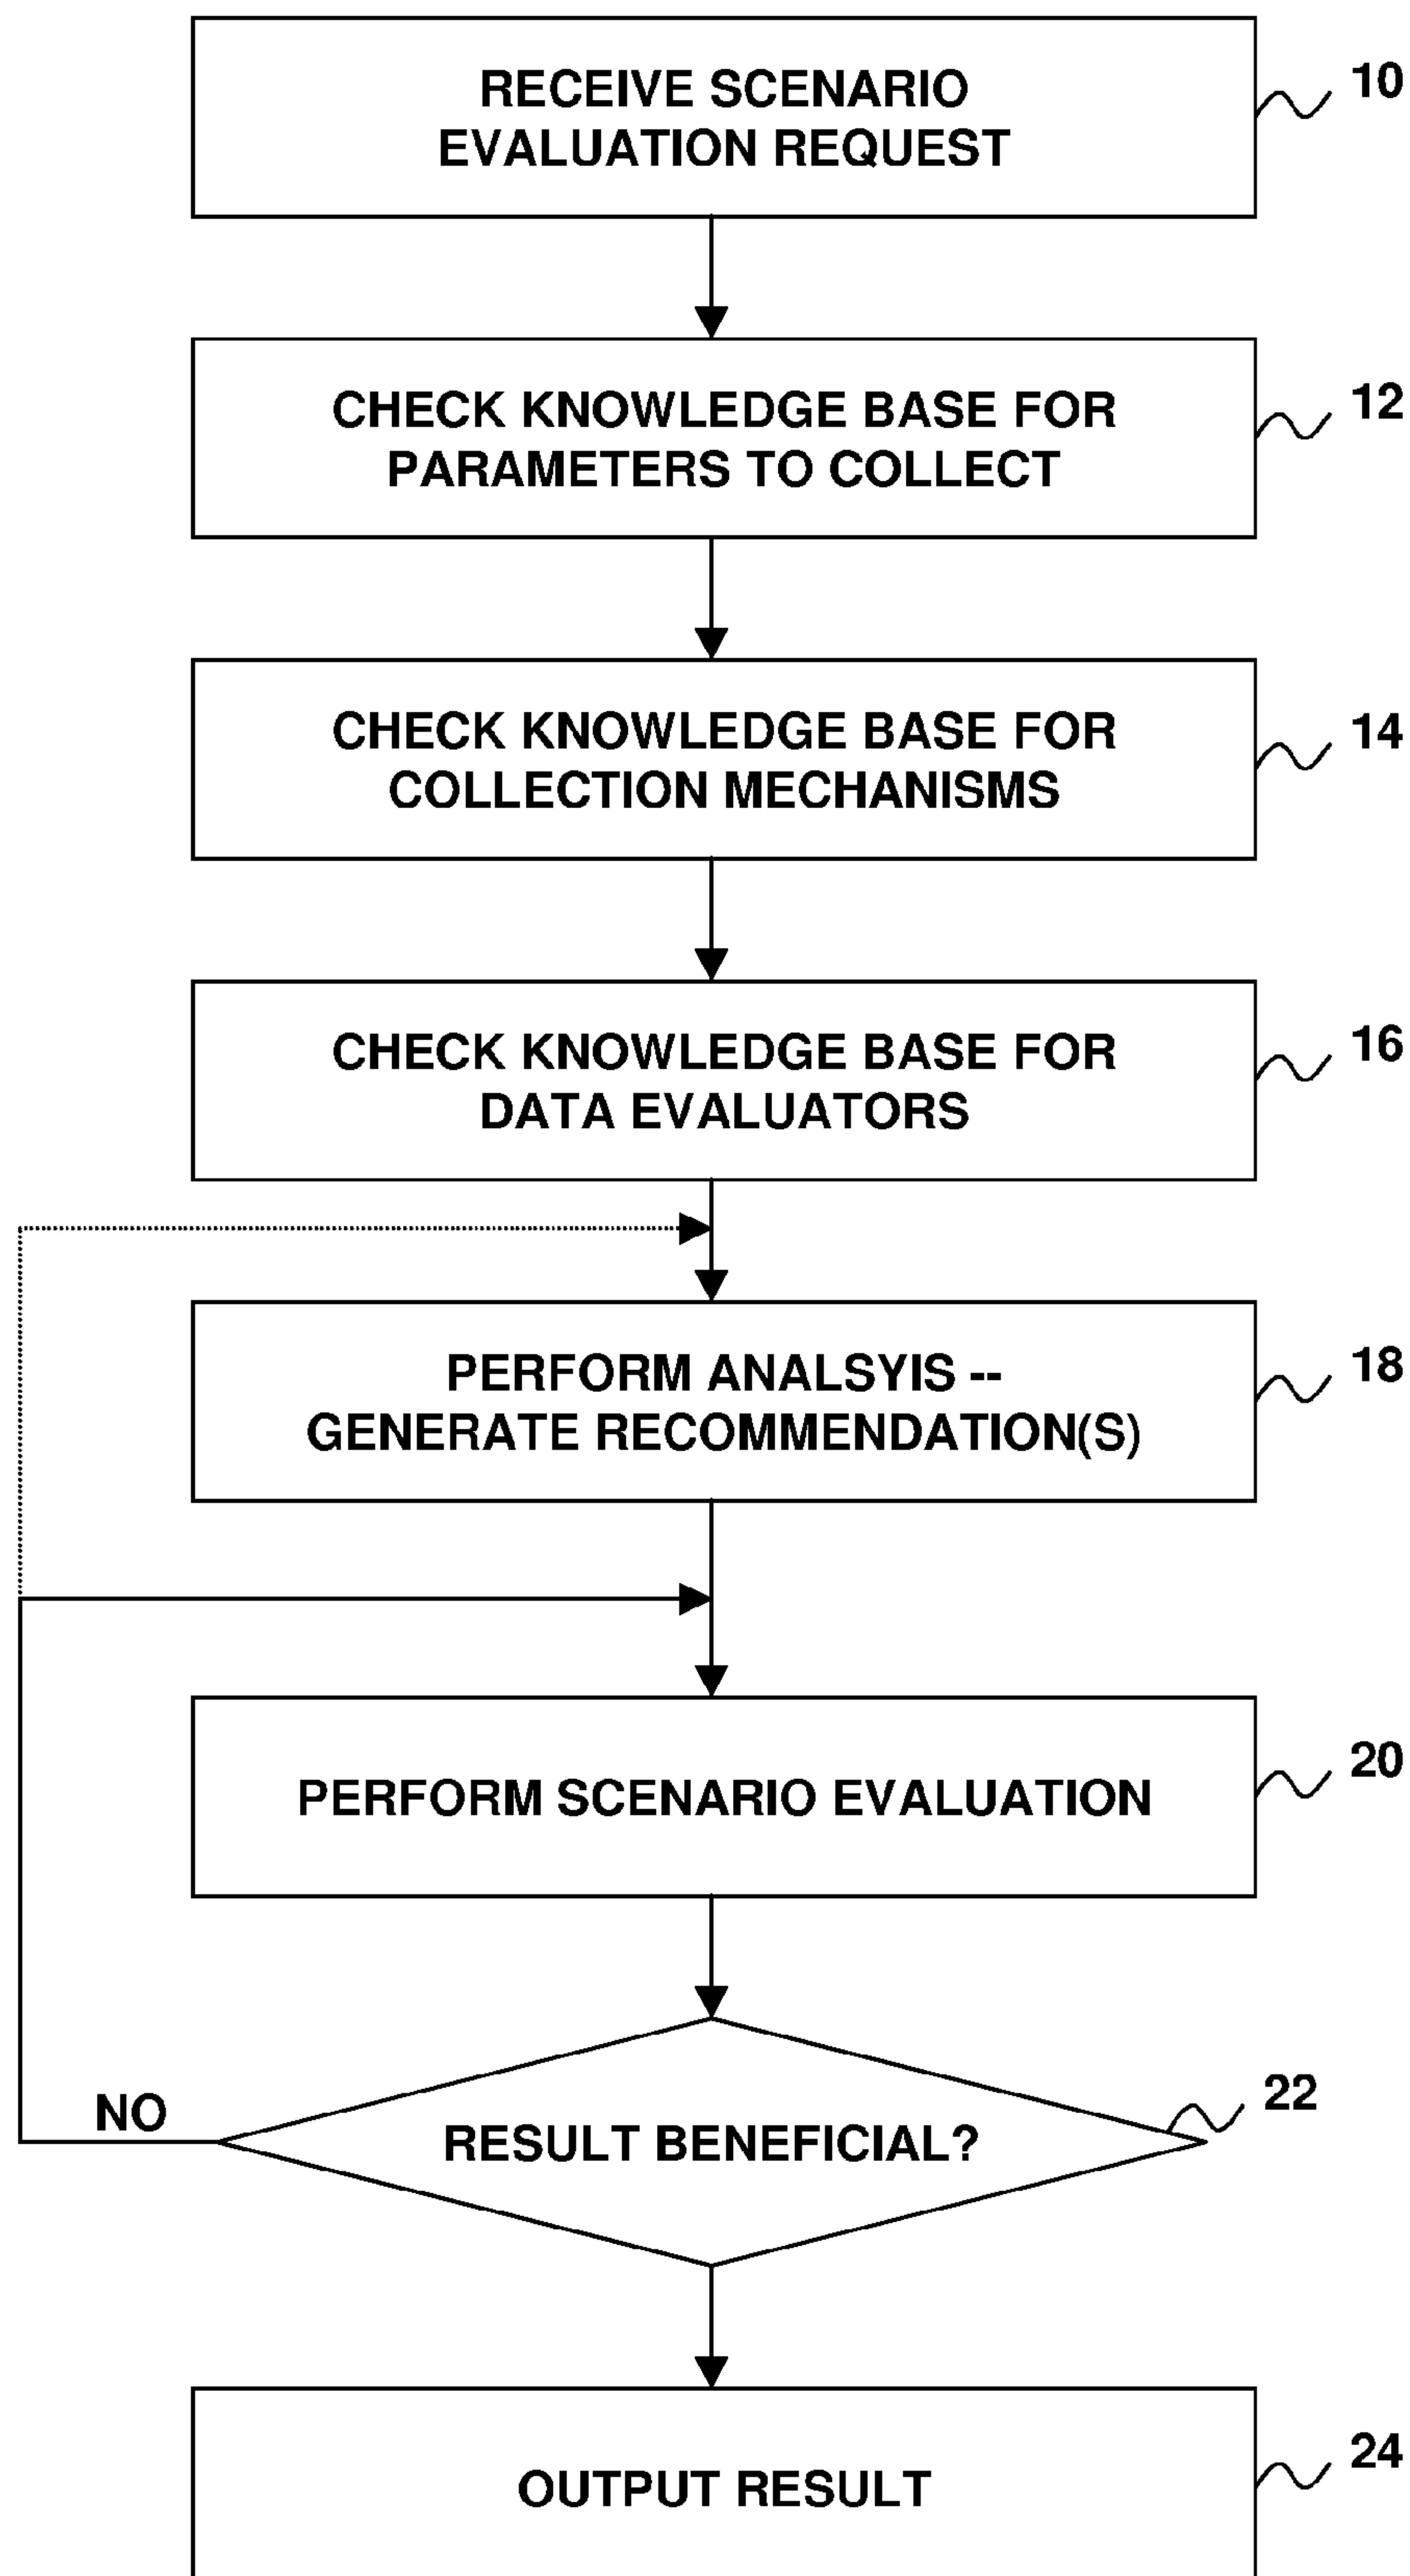 RECEIVE SCENARIO
EVALUATION REQUEST
10
CHECK KNOWLEDGE BASE FOR
PARAMETERS TO COLLECT
12
CHECK KNOWLEDGE BASE FOR
COLLECTION MECHANISMS
14
CHECK KNOWLEDGE BASE FOR
DATA EVALUATORS
16
PERFORM ANALSYIS --
GENERATE RECOMMENDATION(S)
18
PERFORM SCENARIO EVALUATION
20
NO
RESULT BENEFICIAL?
22
OUTPUT RESULT
24